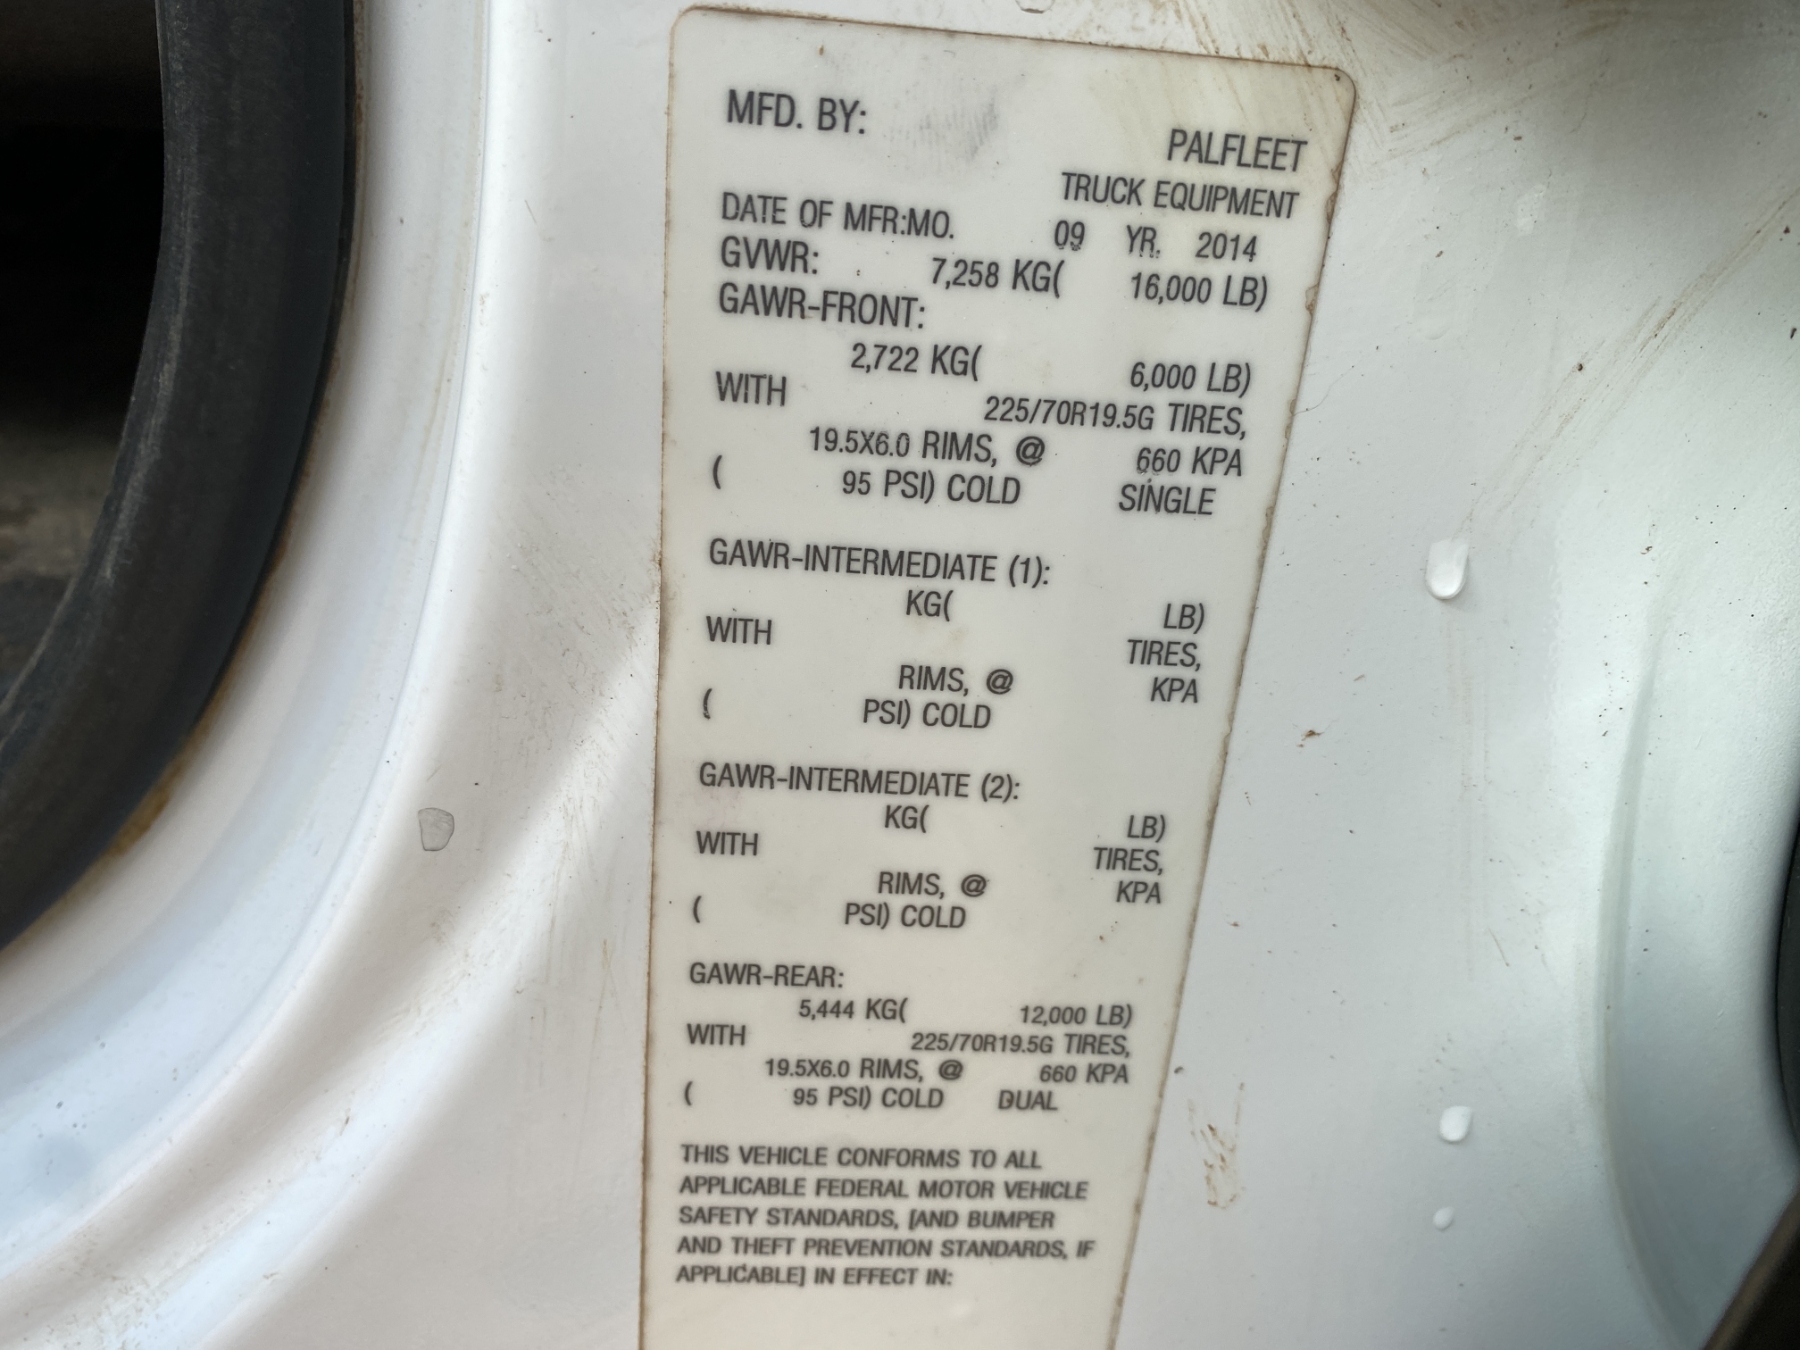 MFD. BY:
PALFLEET
TRUCK EQUIPMENT
DATE OF MFR:MO. 09 YR. 2014
GVWR: 7,258 KG( 16,000 LB)
GAWR-FRONT:
2,722 KG( 6,000 LB)
WITH 225/70R19.5G TIRES,
19.5X6.0 RIMS, @ 660 KPA
( 95 PSI) COLD SINGLE
GAWR-INTERMEDIATE (1):
KG( LB)
WITH TIRES,
RIMS, @ KPA
( PSI) COLD
GAWR-INTERMEDIATE (2):
KG( LB)
WITH TIRES,
RIMS, @ KPA
( PSI) COLD
GAWR-REAR:
5,444 KG( 12,000 LB)
WITH 225/70R19.5G TIRES,
19.5X6.0 RIMS, @ 660 KPA
( 95 PSI) COLD DUAL
THIS VEHICLE CONFORMS TO ALL
APPLICABLE FEDERAL MOTOR VEHICLE
SAFETY STANDARDS, [AND BUMPER
AND THEFT PREVENTION STANDARDS, IF
APPLICABLE] IN EFFECT IN: